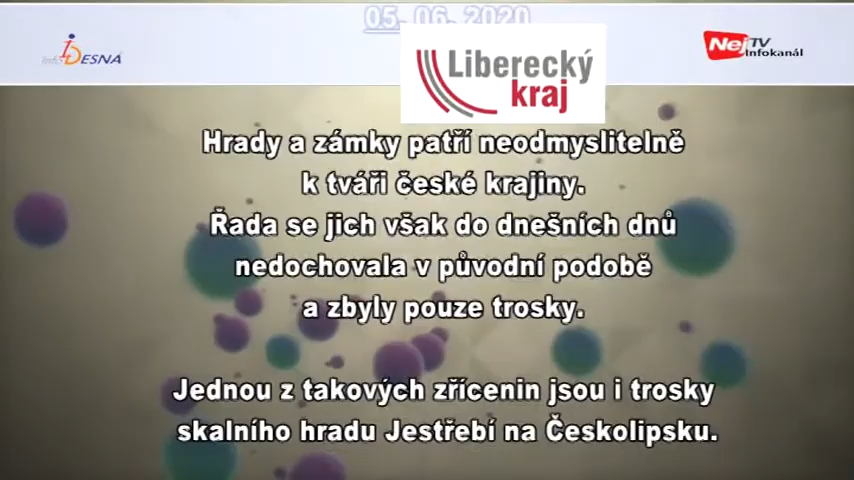 05. 06. 2020
info DESNÁ
Liberecký
kraj
NejTV
Infokanál
Hrady a zámky patří neodmyslitelně
k tváři české krajiny.
Řada se jich však do dnešních dnů
nedochovala v původní podobě
a zbyly pouze trosky.
Jednou z takových zřícenin jsou i trosky
skalního hradu Jestřebí na Českolipsku.